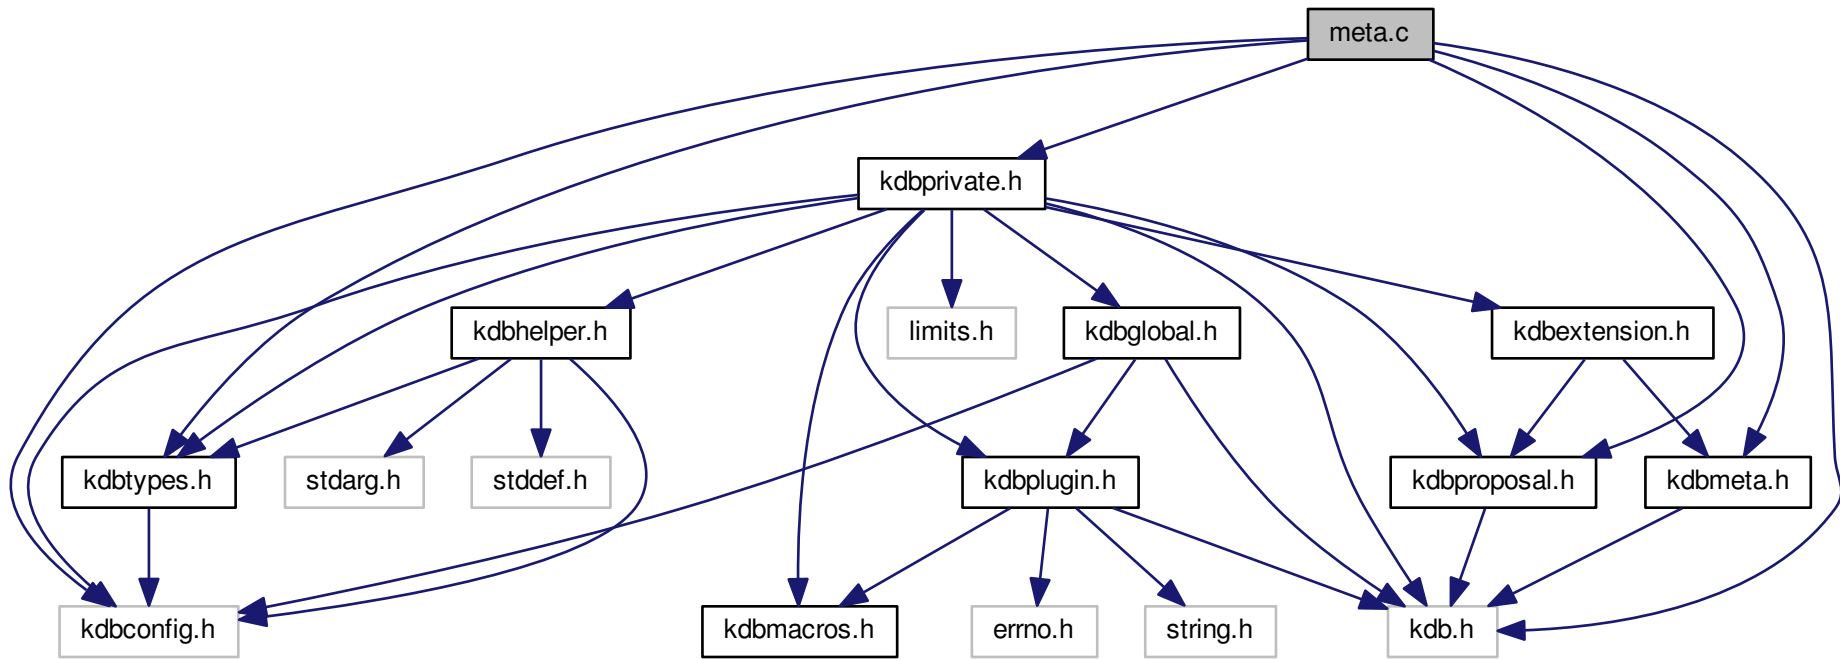 meta.c
kdbprivate.h
kdbhelper.h
limits.h
kdbglobal.h
kdbextension.h
kdbtypes.h
stdarg.h
stddef.h
kdbplugin.h
kdbproposal.h
kdbmeta.h
kdbconfig.h
kdbmacros.h
errno.h
string.h
kdb.h